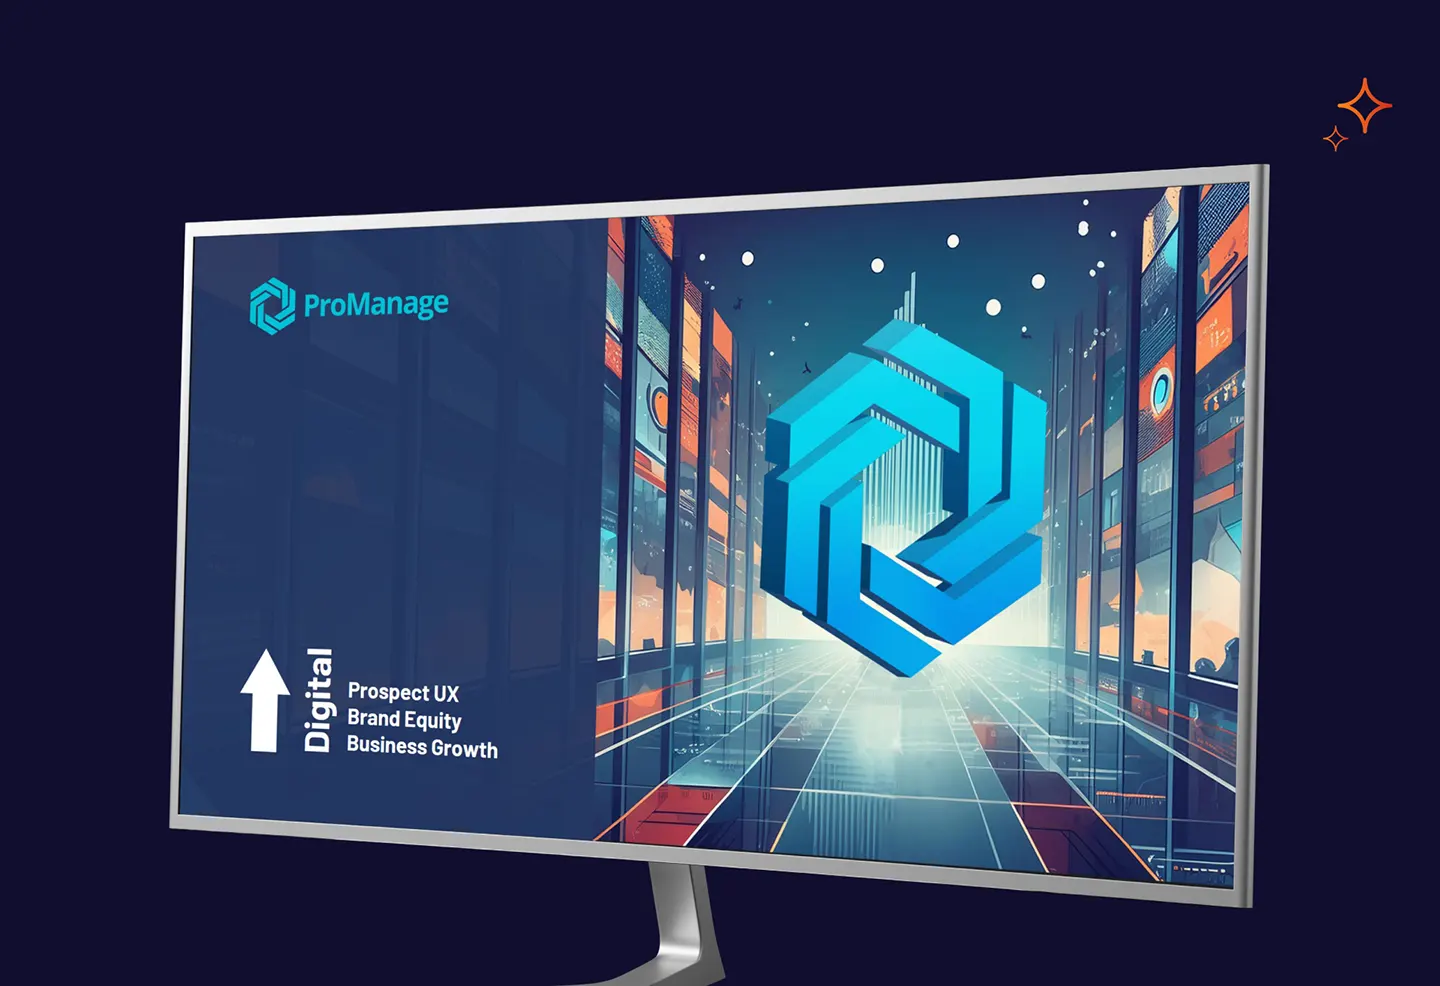 ProManage
Digital
Prospect UX
Brand Equity
Business Growth